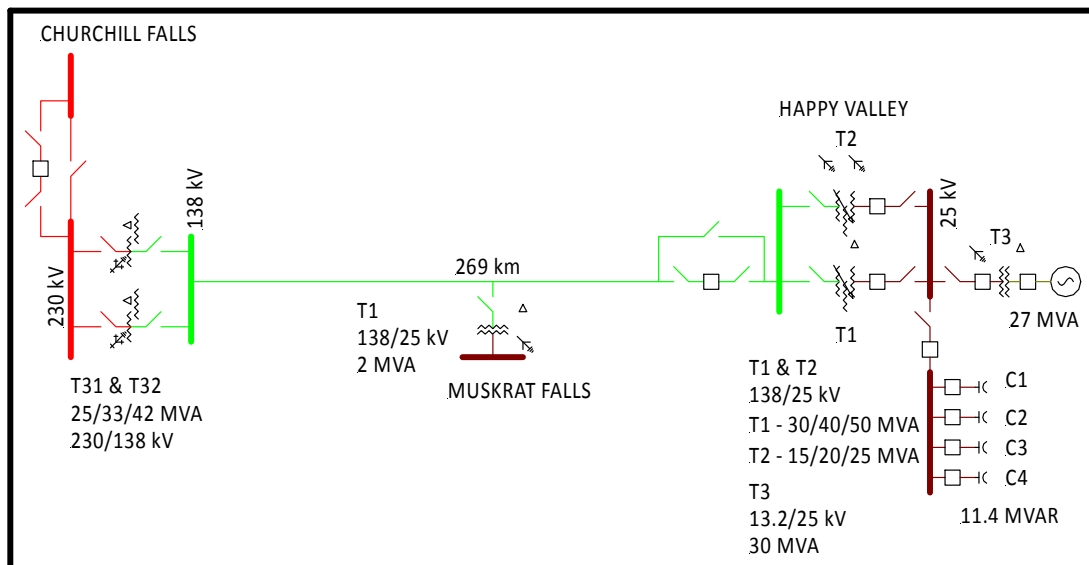 CHURCHILL FALLS
230 kV
138 kV
T31 & T32
25/33/42 MVA
230/138 kV
269 km
T1
138/25 kV
2 MVA
MUSKRAT FALLS
HAPPY VALLEY
T2
T1
25 kV
T3
27 MVA
T1 & T2
138/25 kV
T1 - 30/40/50 MVA
T2 - 15/20/25 MVA
T3
13.2/25 kV
30 MVA
C1
C2
C3
C4
11.4 MVAR